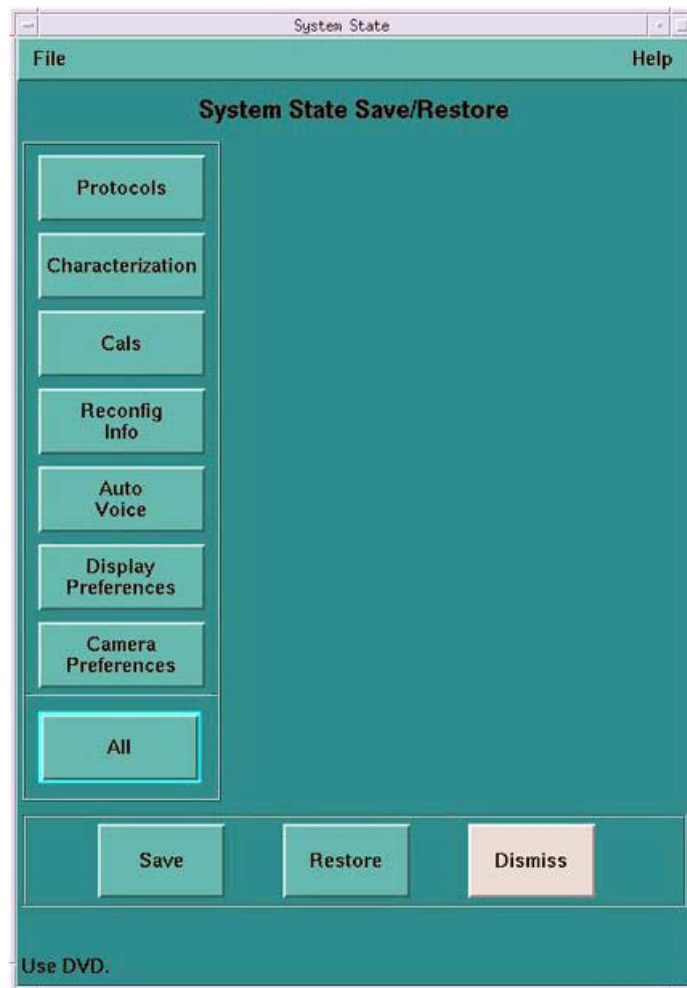 System State
File Help
System State Save/Restore
Protocols
Characterization
Cals
Reconfig
Info
Auto
Voice
Display
Preferences
Camera
Preferences
All
Save Restore Dismiss
Use DVD.